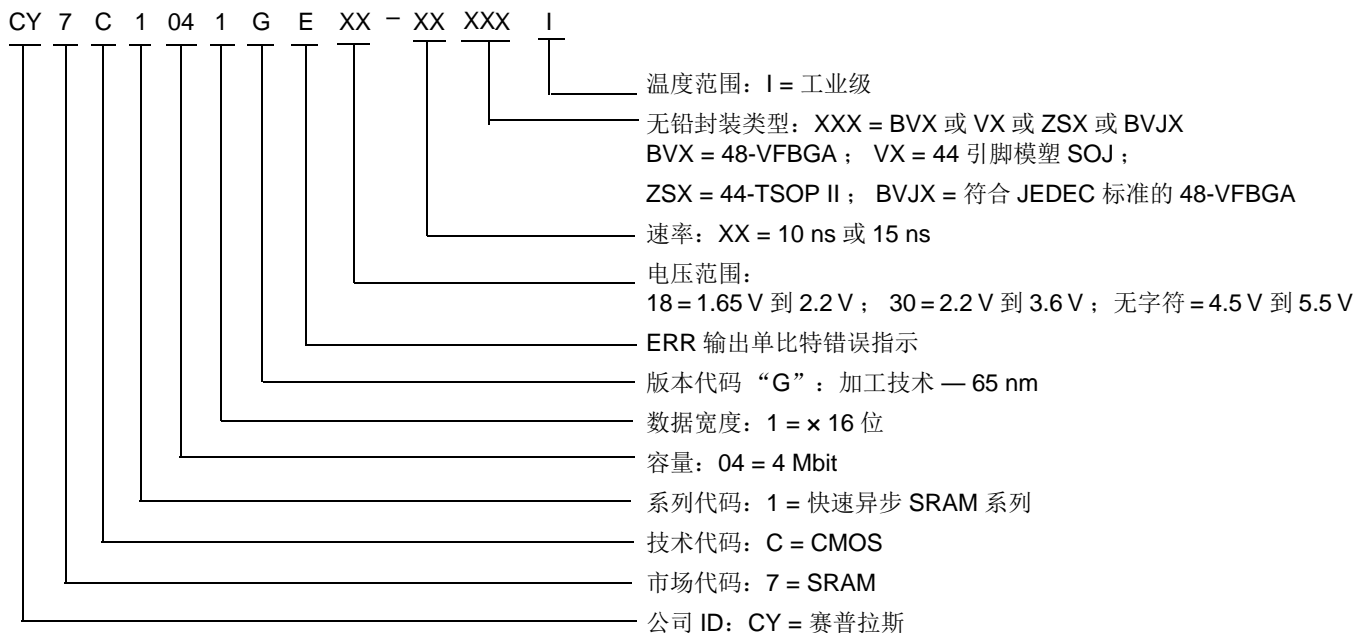 CY 7 C 1 04 1 G E XX – XX XXX I
温度范围：I = 工业级
无铅封装类型：XXX = BVX 或 VX 或 ZSX 或 BVJX
BVX = 48-VFBGA； VX = 44 引脚模塑 SOJ；
ZSX = 44-TSOP II； BVJX = 符合 JEDEC 标准的 48-VFBGA
速率：XX = 10 ns 或 15 ns
电压范围：
18 = 1.65 V 到 2.2 V； 30 = 2.2 V 到 3.6 V；无字符 = 4.5 V 到 5.5 V
ERR 输出单比特错误指示
版本代码 “G”：加工技术 — 65 nm
数据宽度：1 = × 16 位
容量：04 = 4 Mbit
系列代码：1 = 快速异步 SRAM 系列
技术代码：C = CMOS
市场代码：7 = SRAM
公司 ID：CY = 赛普拉斯